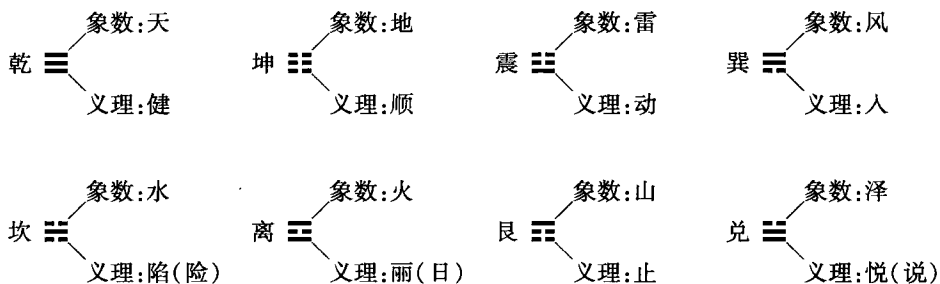 象数:天 象数:地 象数:雷 象数:风
乾 ☰ 坤 ☷ 震 ☳ 巽 ☴
义理:健 义理:顺 义理:动 义理:入
象数:水 象数:火 象数:山 象数:泽
坎 ☵ 离 ☲ 艮 ☶ 兑 ☱
义理:陷(险) 义理:丽(日) 义理:止 义理:悦(说)